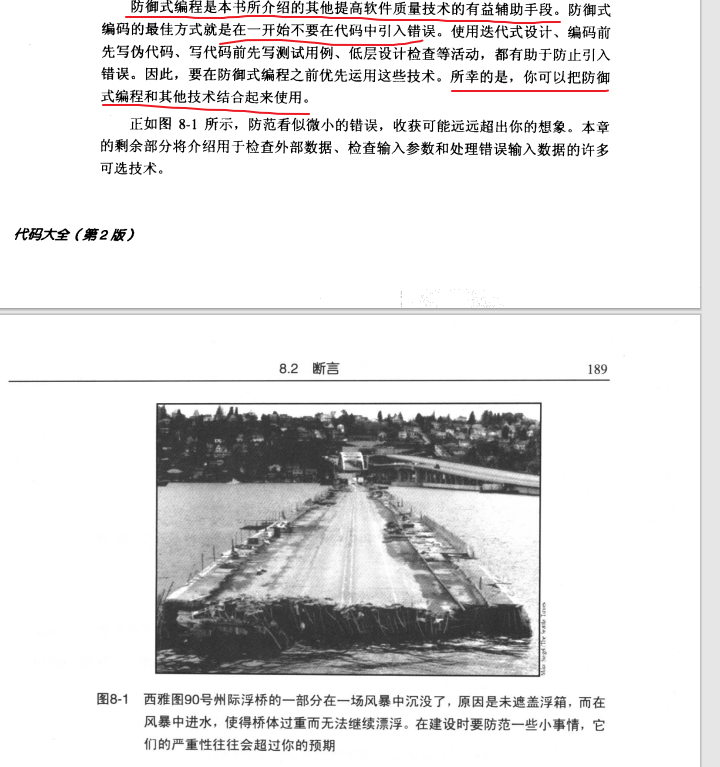 防御式编程是本书所介绍的其他提高软件质量技术的有益辅助手段。防御式
编码的最佳方式就是在一开始不要在代码中引入错误。使用迭代式设计、编码前
先写伪代码、写代码前先写测试用例、低层设计检查等活动，都有助于防止引入
错误。因此，要在防御式编程之前优先运用这些技术。所幸的是，你可以把防御
式编程和其他技术结合起来使用。
正如图 8-1 所示，防范看似微小的错误，收获可能远远超出你的想象。本章
的剩余部分将介绍用于检查外部数据、检查输入参数和处理错误输入数据的许多
可选技术。
代码大全（第2版）
8.2 断言 189
图8-1 西雅图90号州际浮桥的一部分在一场风暴中沉没了，原因是未遮盖浮箱，而在
风暴中进水，使得桥体过重而无法继续漂浮。在建设时要防范一些小事情，它
们的严重性往往会超过你的预期